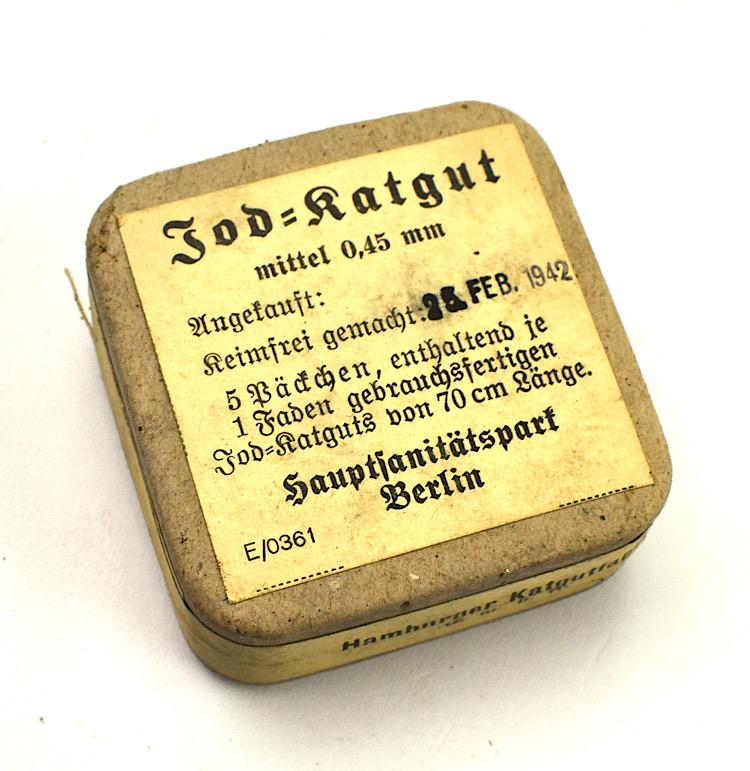 Jod=Katgut
mittel 0,45 mm
Angekauft:
Keimfrei gemacht: FEB. 1942
5 Päckchen, enthaltend je
1 Faden gebrauchsfertigen
Jod=Katguts von 70 cm Länge.
Hauptsanitätspark
Berlin
E/0361
Hamburger